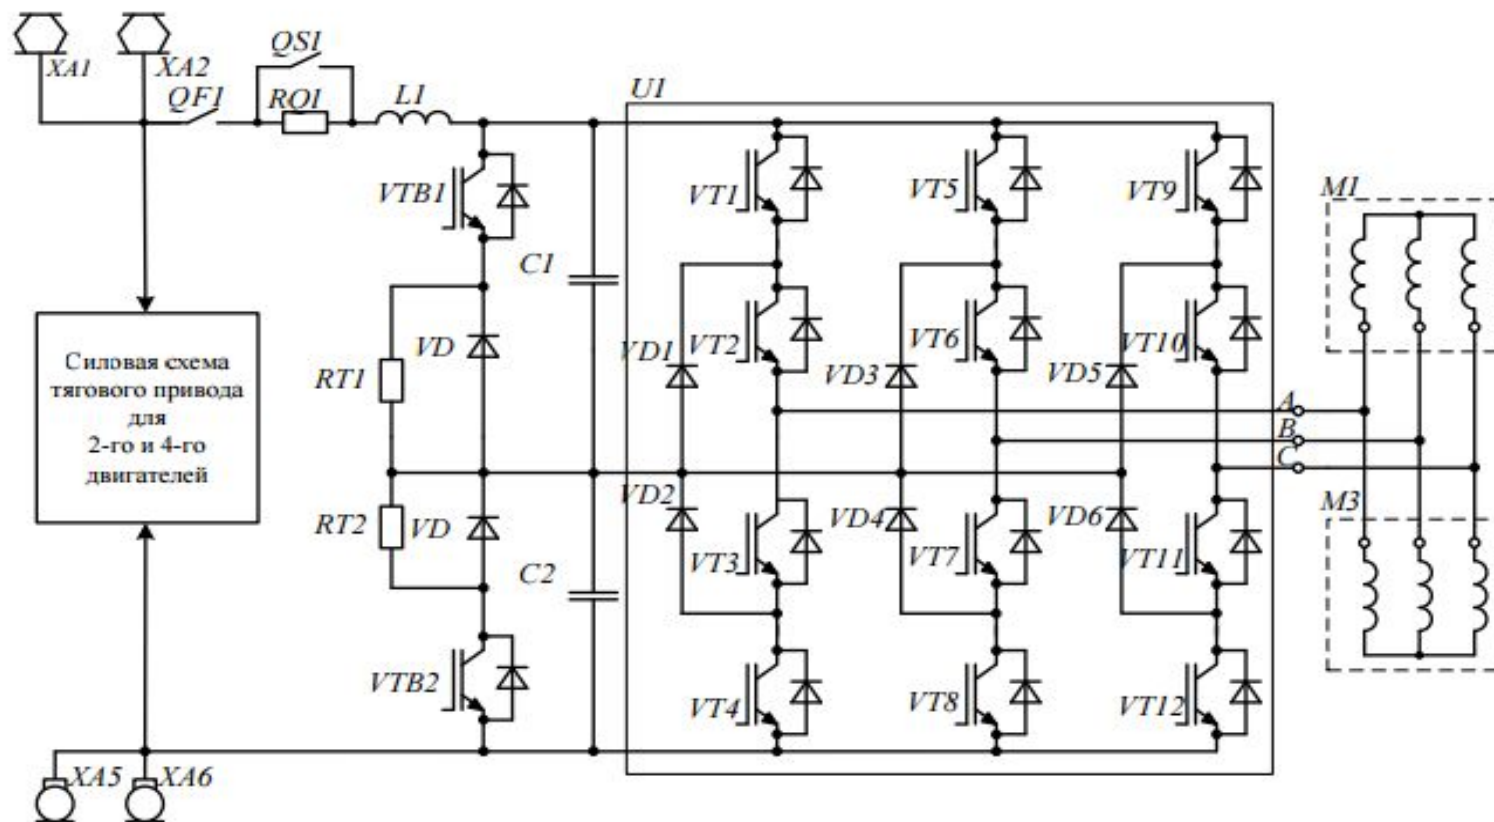 XA1
XA2
QF1
QS1
RO1
L1
U1
VTB1
C1
VT1
VT5
VT9
M1
Силовая схема
тягового привода
для
2-го и 4-го
двигателей
RT1
VD
VD1
VT2
VD3
VT6
VD5
VT10
A
B
C
RT2
VD
VD2
VT3
VD4
VT7
VD6
VT11
M3
C2
VTB2
VT4
VT8
VT12
XA5
XA6